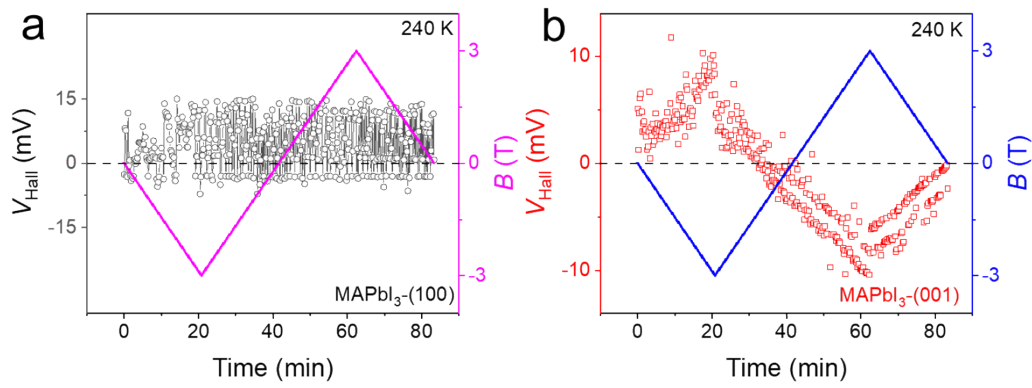 a
240 K
15
0
-15
V_Hall (mV)
3
0
-3
B (T)
MAPbI₃-(100)
0 20 40 60 80
Time (min)
b
240 K
10
0
-10
V_Hall (mV)
3
0
-3
B (T)
MAPbI₃-(001)
0 20 40 60 80
Time (min)